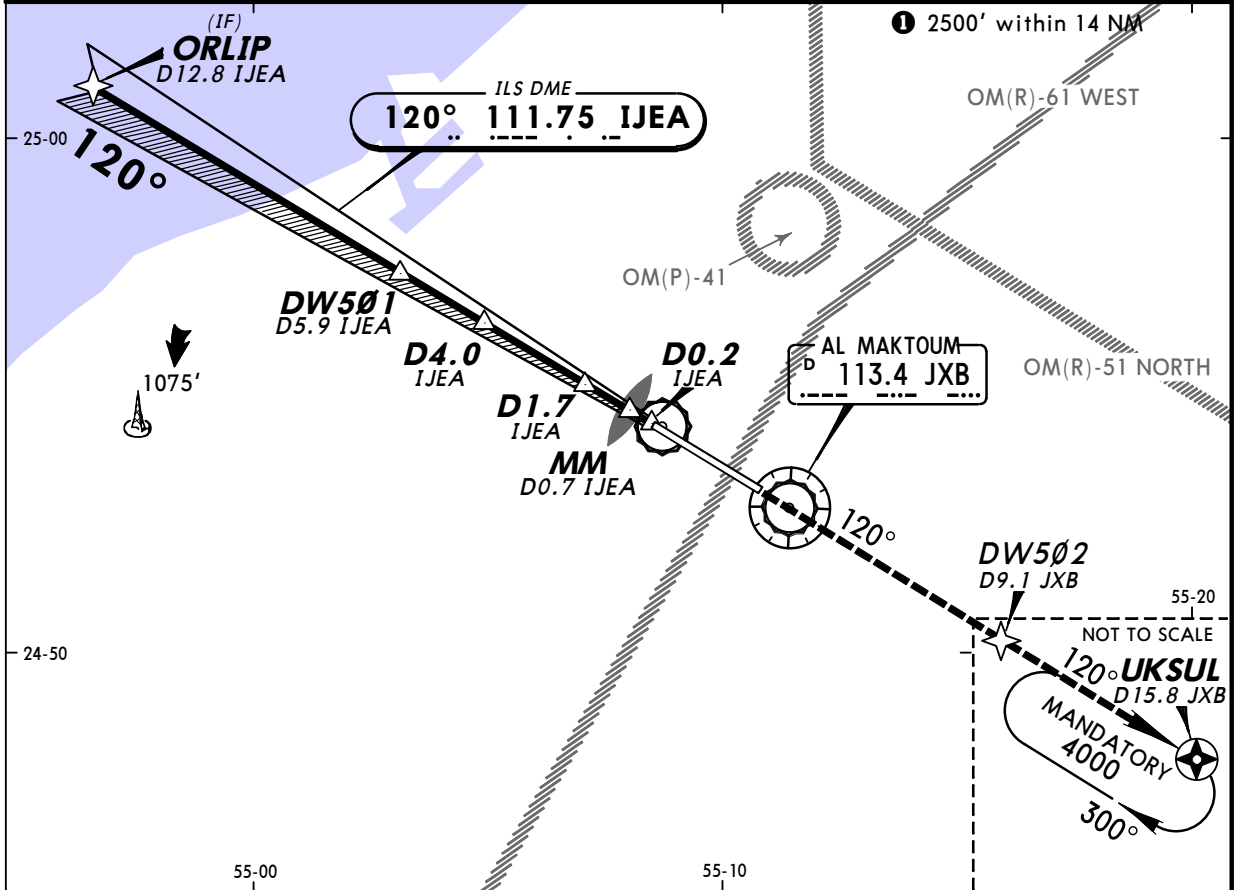 (IF)
ORLIP
D12.8 IJEA
❶ 2500' within 14 NM
ILS DME
120° 111.75 IJEA
OM(R)-61 WEST
25-00
120°
OM(P)-41
DW5Ø1
D5.9 IJEA
D4.0
IJEA
D0.2
IJEA
AL MAKTOUM
D 113.4 JXB
OM(R)-51 NORTH
1075'
D1.7
IJEA
MM
D0.7 IJEA
120°
DW5Ø2
D9.1 JXB
55-20
NOT TO SCALE
24-50
120°
UKSUL
D15.8 JXB
MANDATORY
4000
300°
55-00
55-10